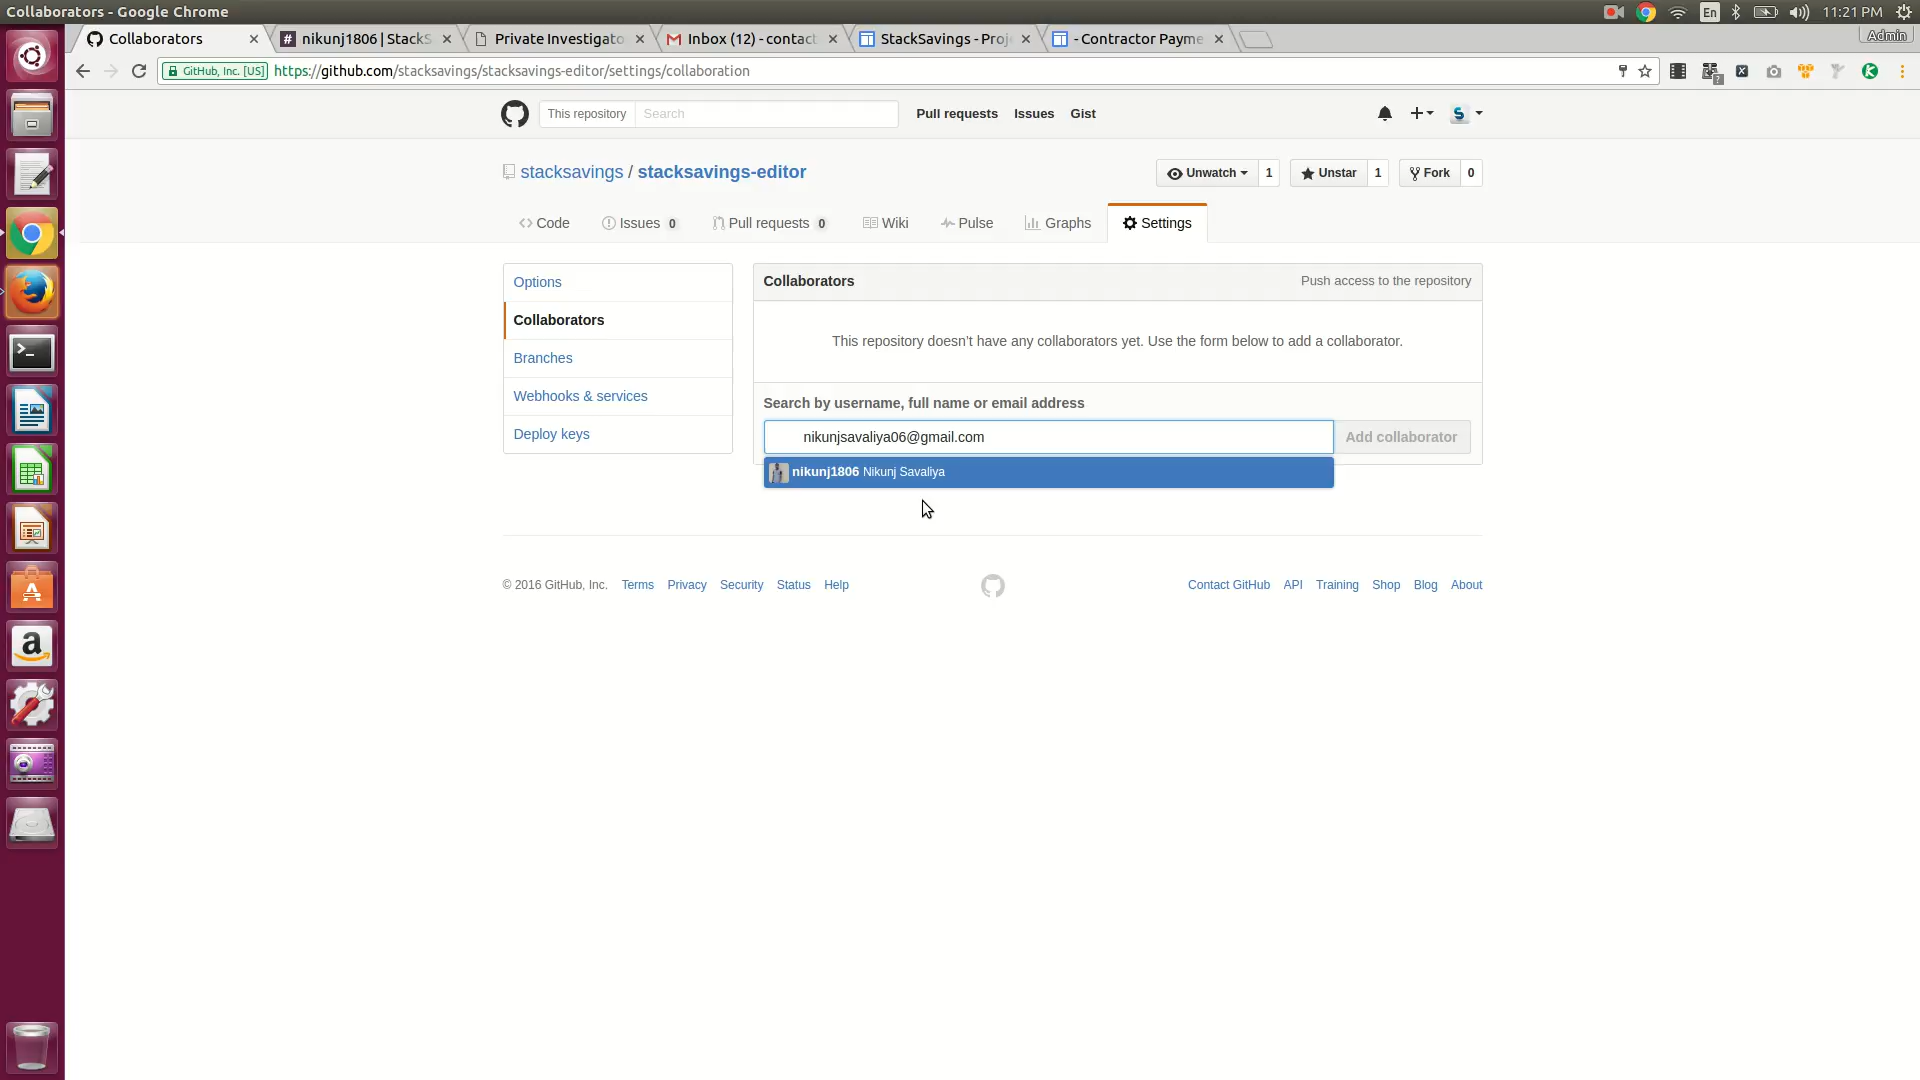 Collaborators - Google Chrome
En
11:21 PM
Collaborators
# nikunj1806 | StackS
Private Investigato
Inbox (12) - contact
StackSavings - Proj
- Contractor Payme
Admin
GitHub, Inc. [US]
https://github.com/stacksavings/stacksavings-editor/settings/collaboration
This repository
Search
Pull requests
Issues
Gist
stacksavings / stacksavings-editor
Unwatch
1
Unstar
1
Fork
0
Code
Issues 0
Pull requests 0
Wiki
Pulse
Graphs
Settings
Options
Collaborators
Branches
Webhooks & services
Deploy keys
Collaborators
Push access to the repository
This repository doesn't have any collaborators yet. Use the form below to add a collaborator.
Search by username, full name or email address
nikunjsavaliya06@gmail.com
Add collaborator
nikunj1806 Nikunj Savaliya
© 2016 GitHub, Inc.
Terms
Privacy
Security
Status
Help
Contact GitHub
API
Training
Shop
Blog
About